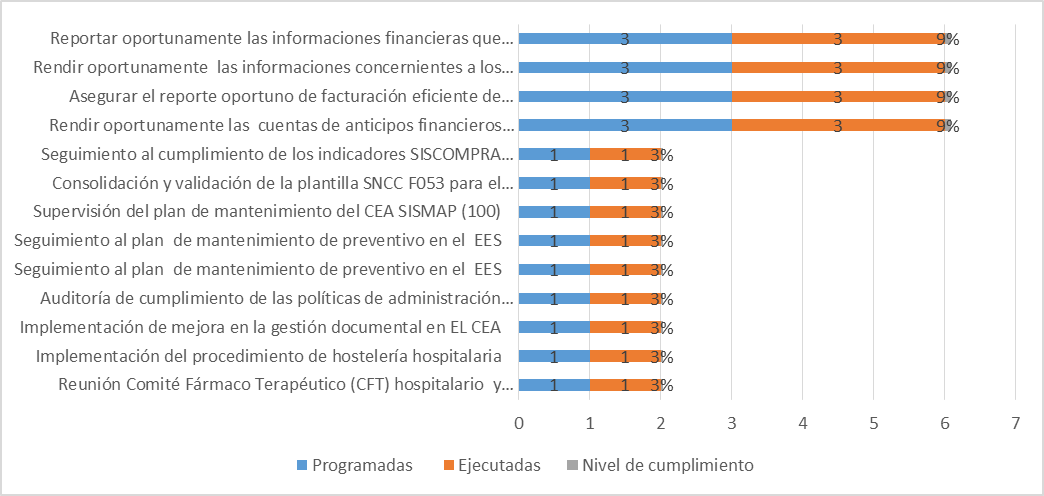 Reportar oportunamente las informaciones financieras que... 3 3 9%
Rendir oportunamente  las informaciones concernientes a los... 3 3 9%
Asegurar el reporte oportuno de facturación eficiente de... 3 3 9%
Rendir oportunamente las  cuentas de anticipos financieros... 3 3 9%
Seguimiento al cumplimiento de los indicadores SISCOMPRA... 1 1 3%
Consolidación y validación de la plantilla SNCC F053 para el... 1 1 3%
Supervisión del plan de mantenimiento del CEA SISMAP (100) 1 1 3%
Seguimiento al plan  de mantenimiento de preventivo en el  EES 1 1 3%
Seguimiento al plan  de mantenimiento de preventivo en el  EES 1 1 3%
Auditoría de cumplimiento de las políticas de administración... 1 1 3%
Implementación de mejora en la gestión documental en EL CEA 1 1 3%
Implementación del procedimiento de hostelería hospitalaria 1 1 3%
Reunión Comité Fármaco Terapéutico (CFT) hospitalario  y... 1 1 3%
0 1 2 3 4 5 6 7
Programadas Ejecutadas Nivel de cumplimiento